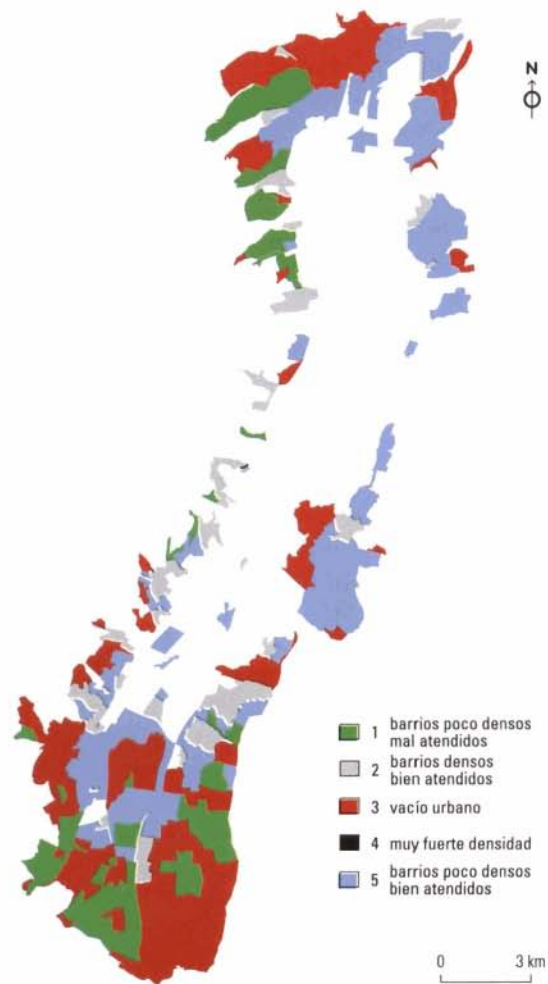 N
1 barrios poco densos
mal atendidos
2 barrios densos
bien atendidos
3 vacío urbano
4 muy fuerte densidad
5 barrios poco densos
bien atendidos
0 3 km